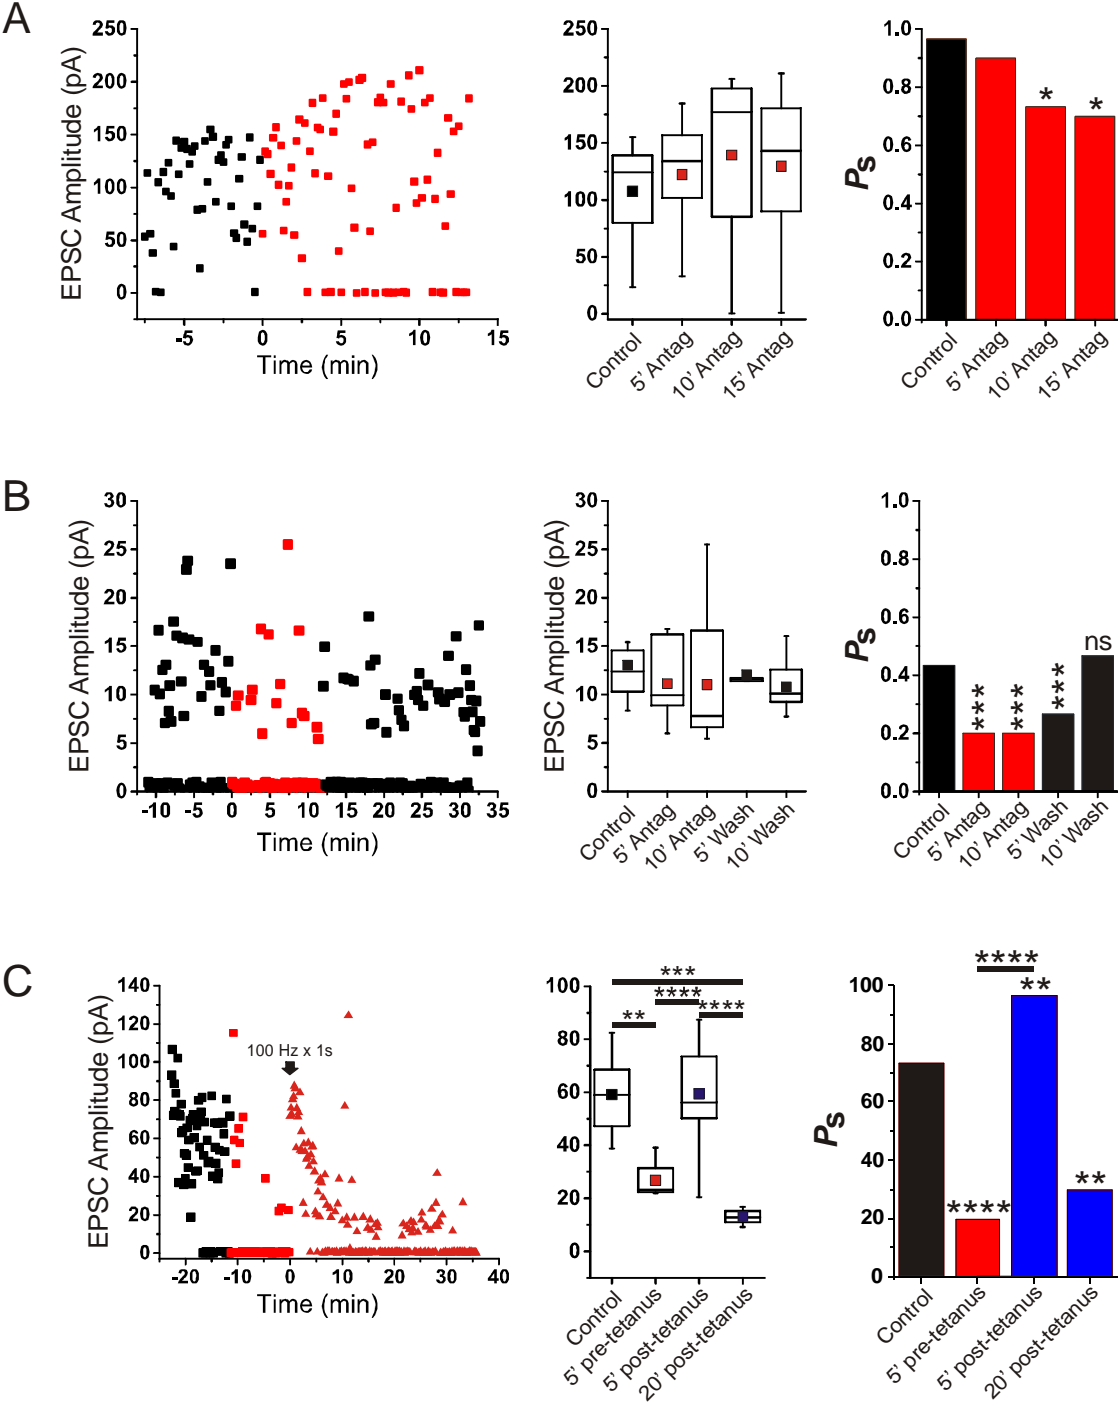 A
EPSC Amplitude (pA)
250
200
150
100
50
0
-5
0
5
10
15
Time (min)
250
200
150
100
50
0
Control
5’ Antag
10’ Antag
15’ Antag
Ps
1.0
0.8
0.6
0.4
0.2
0.0
*
*
Control
5’ Antag
10’ Antag
15’ Antag
B
EPSC Amplitude (pA)
30
25
20
15
10
5
0
-10
-5
0
5
10
15
20
25
30
35
Time (min)
EPSC Amplitude (pA)
30
25
20
15
10
5
0
Control
5’ Antag
10’ Antag
5’ Wash
10’ Wash
Ps
1.0
0.8
0.6
0.4
0.2
0.0
***
***
***
ns
Control
5’ Antag
10’ Antag
5’ Wash
10’ Wash
C
EPSC Amplitude (pA)
140
120
100
80
60
40
20
0
100 Hz x 1s
-20
-10
0
10
20
30
40
Time (min)
100
80
60
40
20
0
***
****
**
****
Control
5’ pre-tetanus
5’ post-tetanus
20’ post-tetanus
Ps
100
80
60
40
20
0
****
**
****
**
Control
5’ pre-tetanus
5’ post-tetanus
20’ post-tetanus